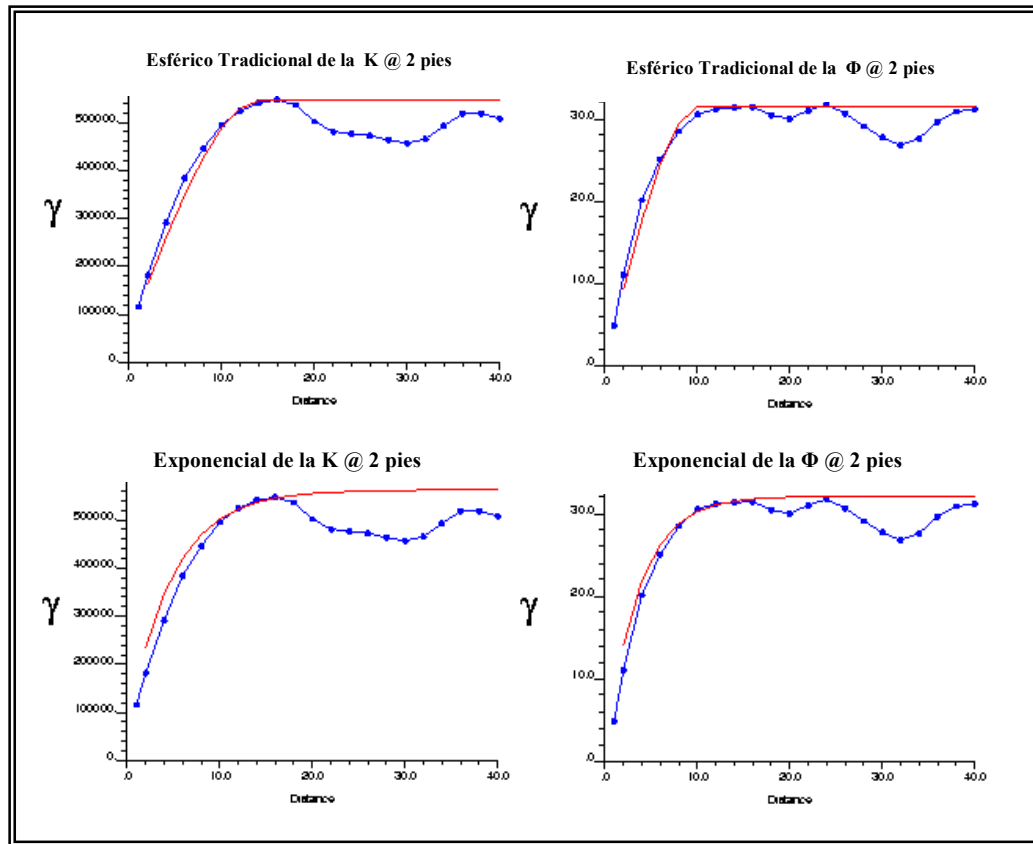 Esférico Tradicional de la K @ 2 pies
500000.
400000.
300000.
200000.
100000.
0.
γ
.0 10.0 20.0 30.0 40.0
Distance
Esférico Tradicional de la Φ @ 2 pies
30.0
20.0
10.0
.0
γ
.0 10.0 20.0 30.0 40.0
Distance
Exponencial de la K @ 2 pies
500000.
400000.
300000.
200000.
100000.
0.
γ
.0 10.0 20.0 30.0 40.0
Distance
Exponencial de la Φ @ 2 pies
30.0
20.0
10.0
.0
γ
.0 10.0 20.0 30.0 40.0
Distance